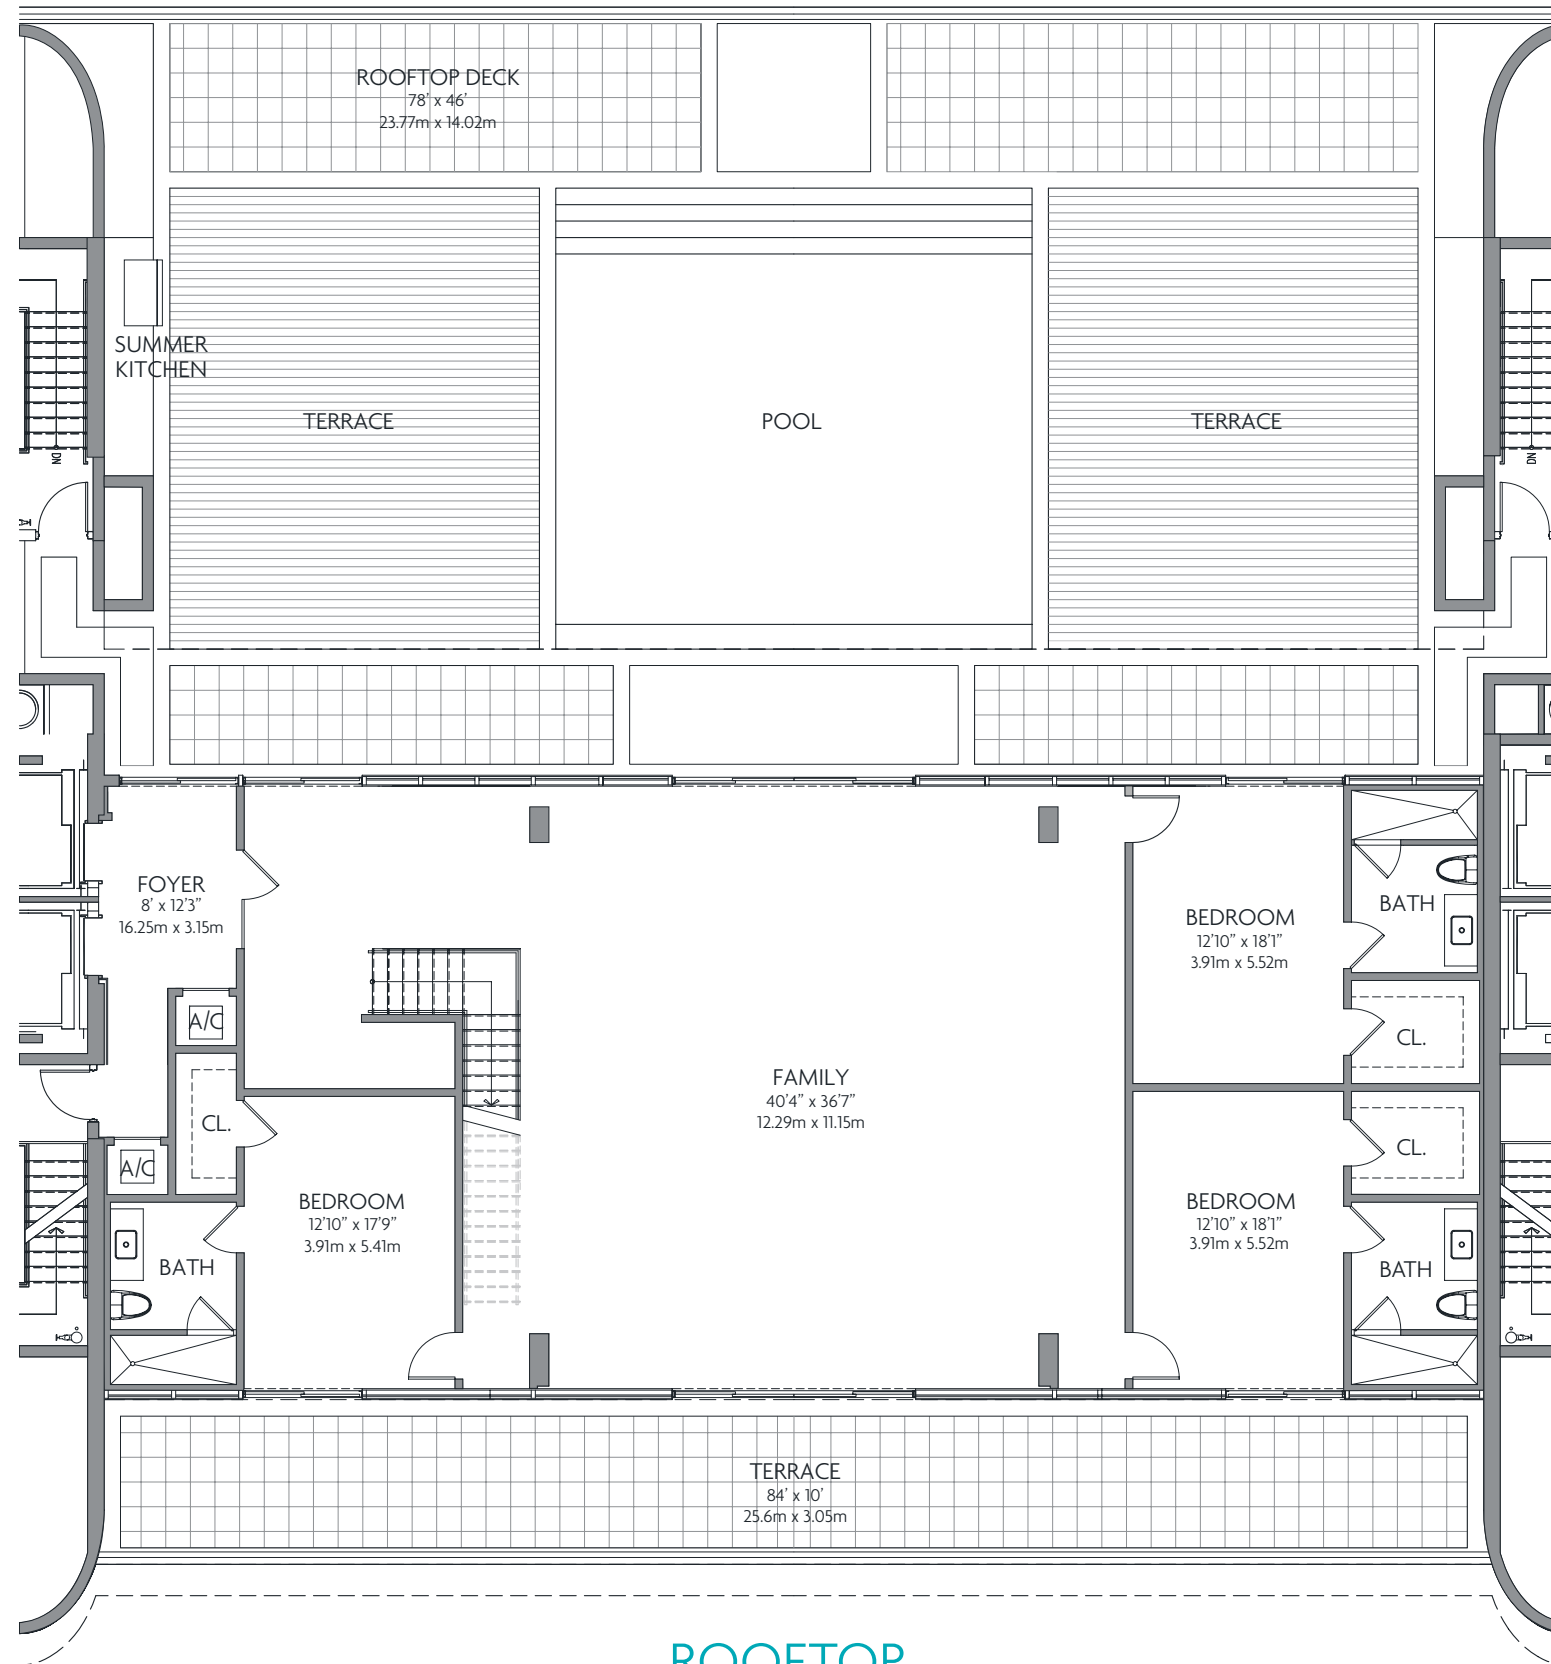 ROOFTOP DECK
78' x 46'
23.77m x 14.02m
SUMMER
KITCHEN
TERRACE
POOL
TERRACE
DN
DN
FOYER
8' x 12'3"
16.25m x 3.15m
BEDROOM
12'10" x 18'1"
3.91m x 5.52m
BATH
A/C
CL.
FAMILY
40'4" x 36'7"
12.29m x 11.15m
CL.
CL.
A/C
BEDROOM
12'10" x 17'9"
3.91m x 5.41m
BEDROOM
12'10" x 18'1"
3.91m x 5.52m
BATH
BATH
TERRACE
84' x 10'
25.6m x 3.05m
ROOFTOP